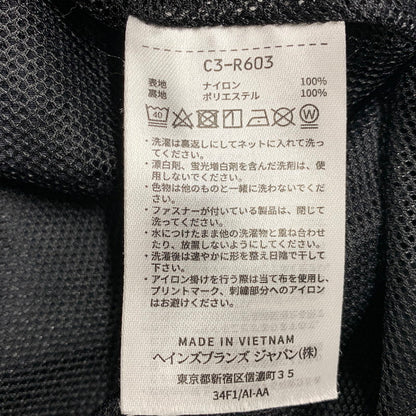 C3-R603
表地 ナイロン 100%
裏地 ポリエステル 100%
40 W
・洗濯は裏返しにしてネットに入れて洗っ
てください。
・漂白剤、蛍光増白剤を含んだ洗剤は、使
用しないでください。
・色物は他のものと一緒に洗わないでくだ
さい。
・ファスナーが付いている製品は、閉じて
洗ってください。
・水につけたまま他の洗濯物と重ね合わせ
たり、放置しないようにしてください。
・洗濯後は速やかに形を整え日陰で干して
下さい。
・アイロン掛けを行う際は当て布を使用し、
プリントマーク、刺繍部分へのアイロン
はお避けください。
MADE IN VIETNAM
ヘインズブランズ ジャパン(株)
東京都新宿区信濃町35
34F1/AI-AA